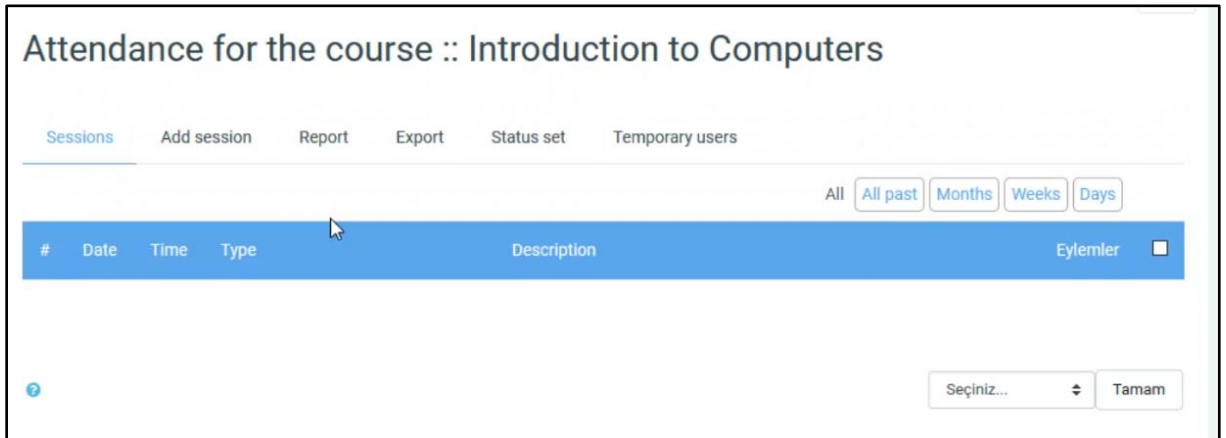 Attendance for the course :: Introduction to Computers
Sessions Add session Report Export Status set Temporary users
All All past Months Weeks Days
# Date Time Type Description Eylemler
Seçiniz... Tamam